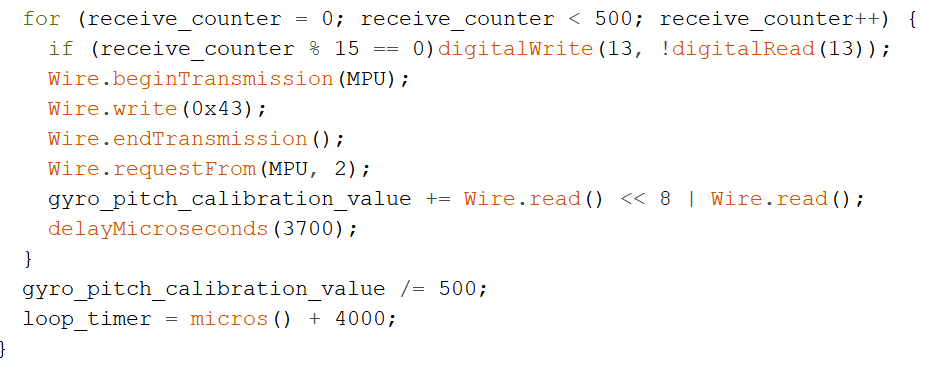 for (receive_counter = 0; receive_counter < 500; receive_counter++) {
if (receive_counter % 15 == 0)digitalWrite(13, !digitalRead(13));
Wire.beginTransmission(MPU);
Wire.write(0x43);
Wire.endTransmission();
Wire.requestFrom(MPU, 2);
gyro_pitch_calibration_value += Wire.read() << 8 | Wire.read();
delayMicroseconds(3700);
}
gyro_pitch_calibration_value /= 500;
loop_timer = micros() + 4000;
}